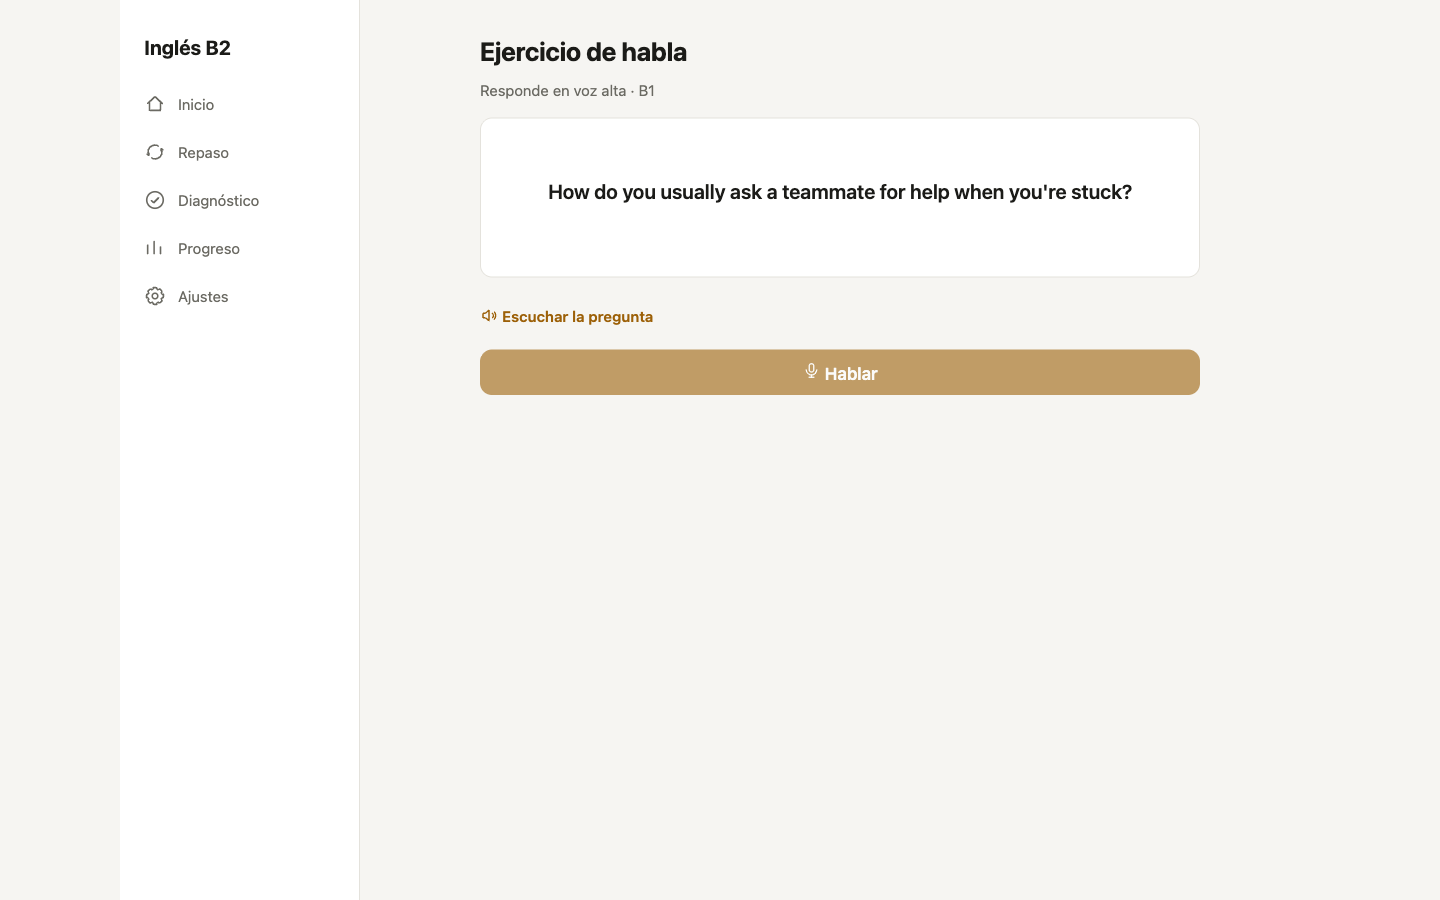 Inglés B2
Inicio
Repaso
Diagnóstico
Progreso
Ajustes
Ejercicio de habla
Responde en voz alta · B1
How do you usually ask a teammate for help when you're stuck?
Escuchar la pregunta
Hablar